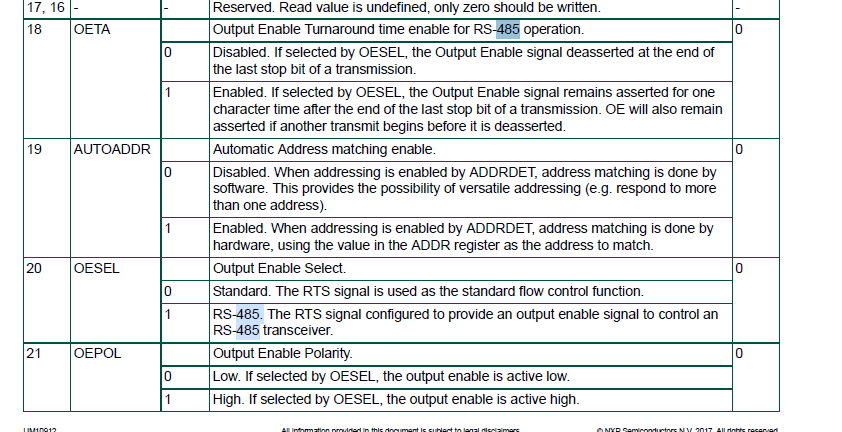 17, 16 - - Reserved. Read value is undefined, only zero should be written. -
18 OETA Output Enable Turnaround time enable for RS-485 operation. 0
0 Disabled. If selected by OESEL, the Output Enable signal deasserted at the end of
the last stop bit of a transmission.
1 Enabled. If selected by OESEL, the Output Enable signal remains asserted for one
character time after the end of the last stop bit of a transmission. OE will also remain
asserted if another transmit begins before it is deasserted.
19 AUTOADDR Automatic Address matching enable. 0
0 Disabled. When addressing is enabled by ADDRDET, address matching is done by
software. This provides the possibility of versatile addressing (e.g. respond to more
than one address).
1 Enabled. When addressing is enabled by ADDRDET, address matching is done by
hardware, using the value in the ADDR register as the address to match.
20 OESEL Output Enable Select. 0
0 Standard. The RTS signal is used as the standard flow control function.
1 RS-485. The RTS signal configured to provide an output enable signal to control an
RS-485 transceiver.
21 OEPOL Output Enable Polarity. 0
0 Low. If selected by OESEL, the output enable is active low.
1 High. If selected by OESEL, the output enable is active high.
UM10912 All information provided in this document is subject to legal disclaimers. © NXP Semiconductors N.V. 2017. All rights reserved.